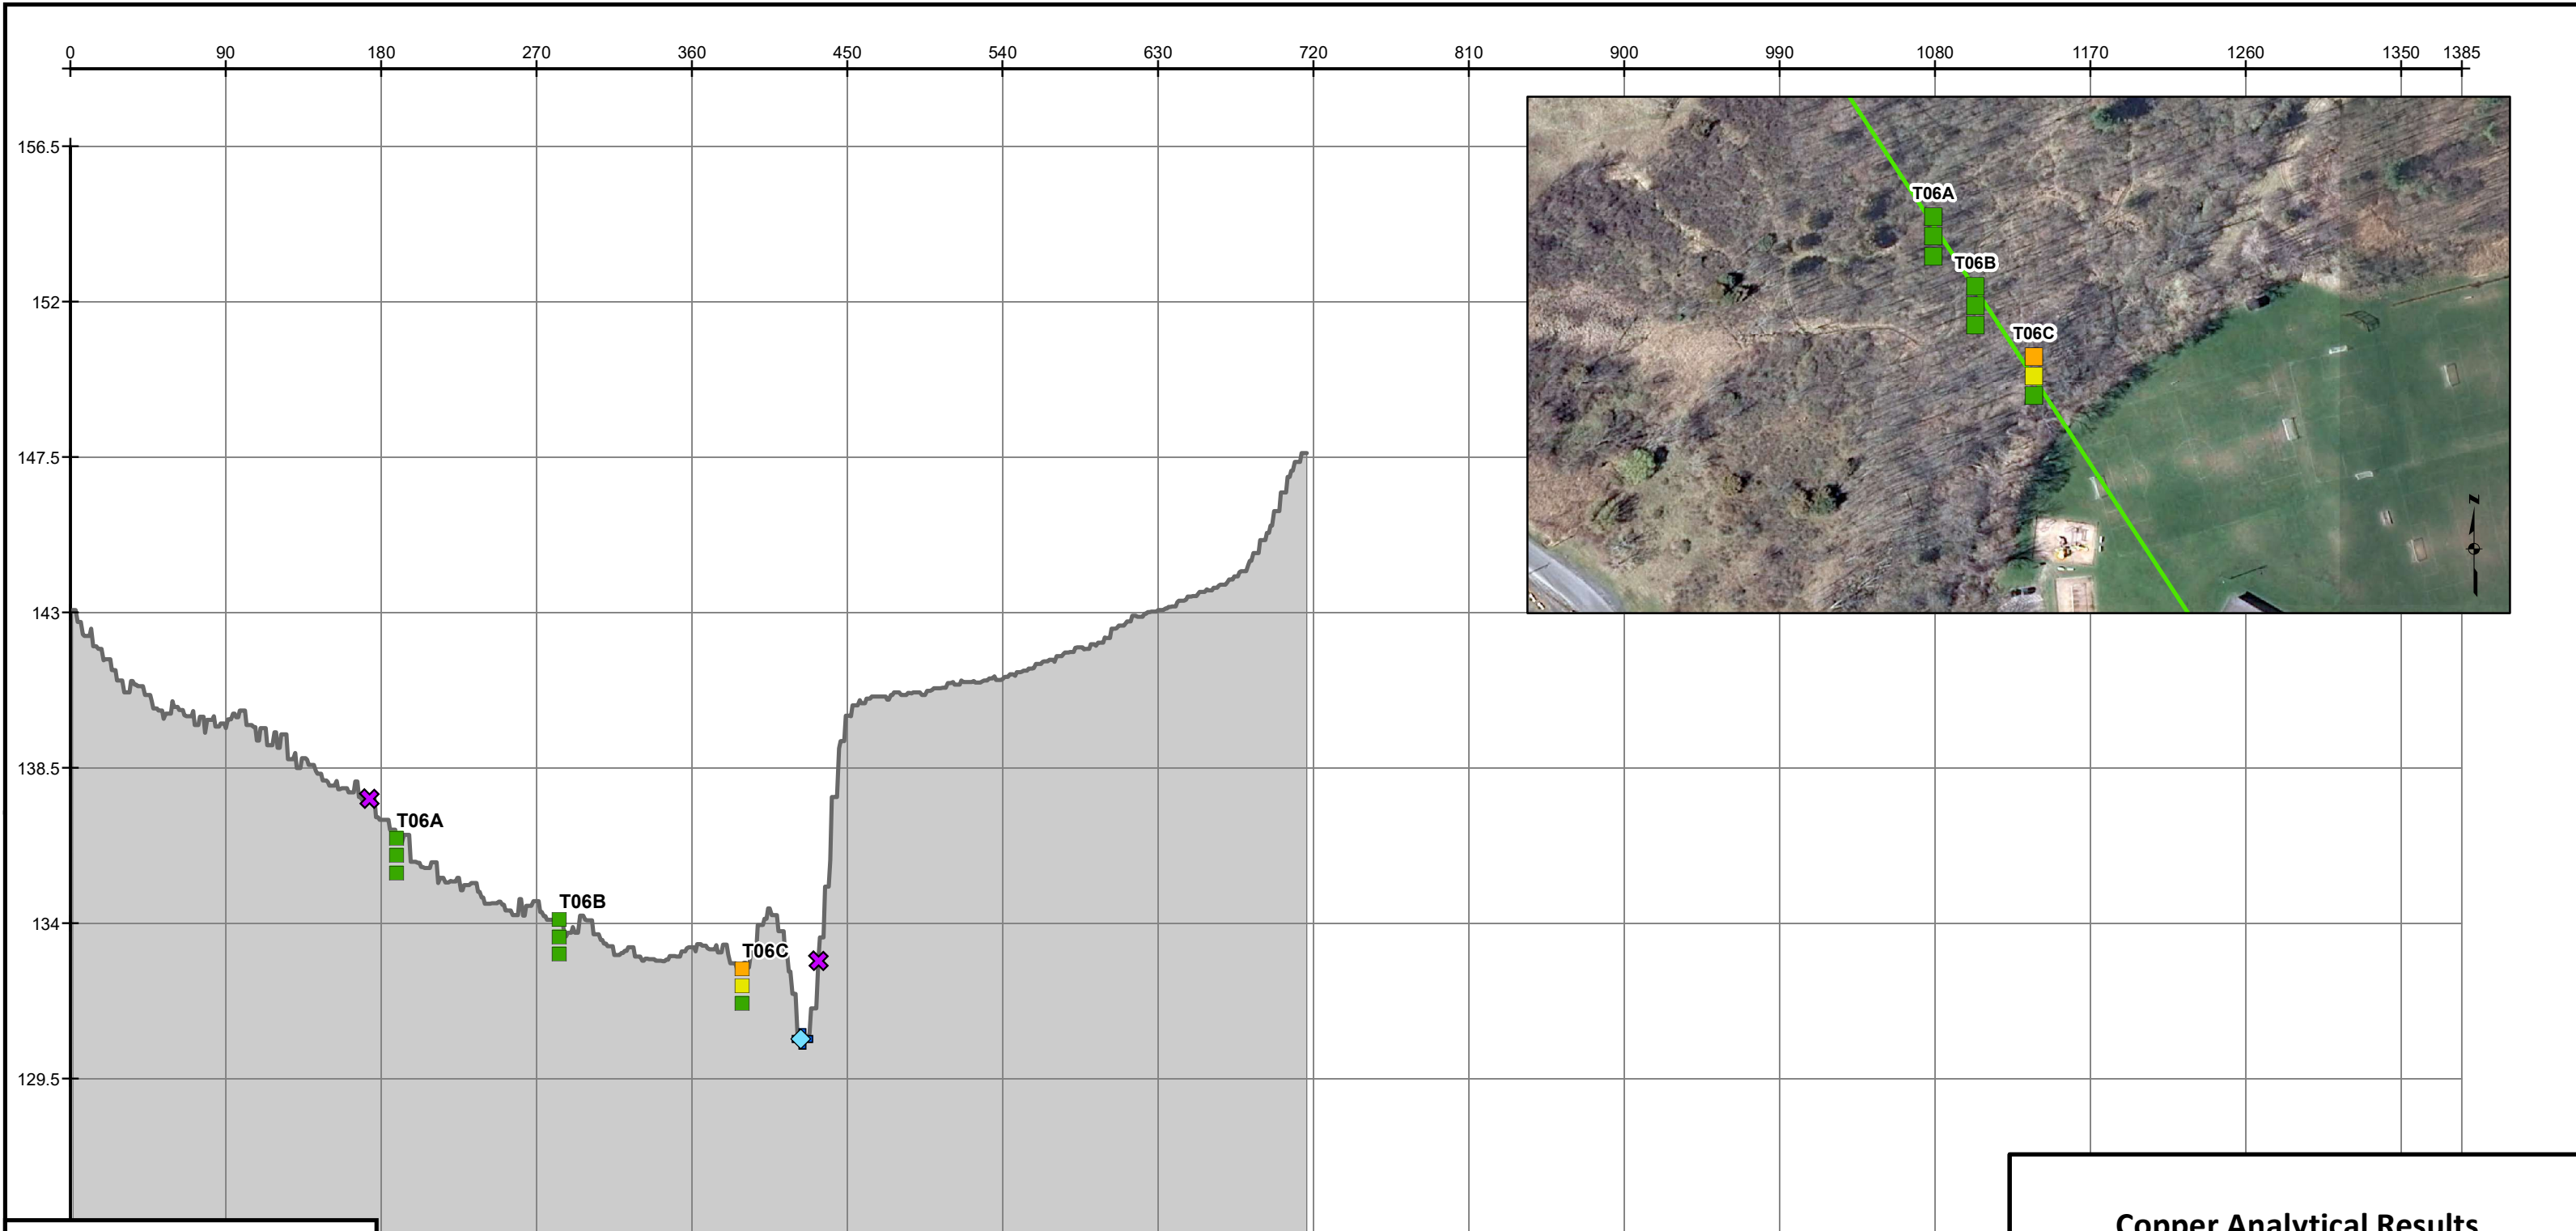 0 90 180 270 360 450 540 630 720 810 900 990 1080 1170 1260 1350 1385
156.5
152
147.5
143
138.5
134
129.5
T06A
T06B
T06C
T06A
T06B
T06C
N
Copper Analytical Results